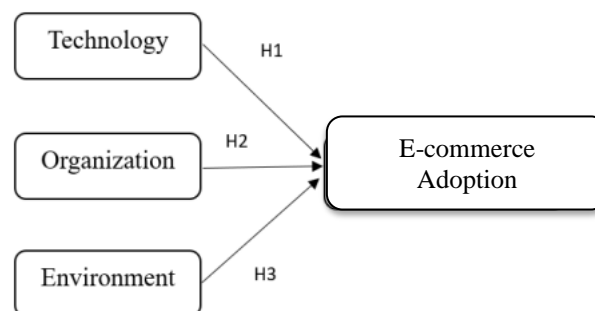 Technology
H1
Organization
H2
E-commerce
Adoption
Environment
H3